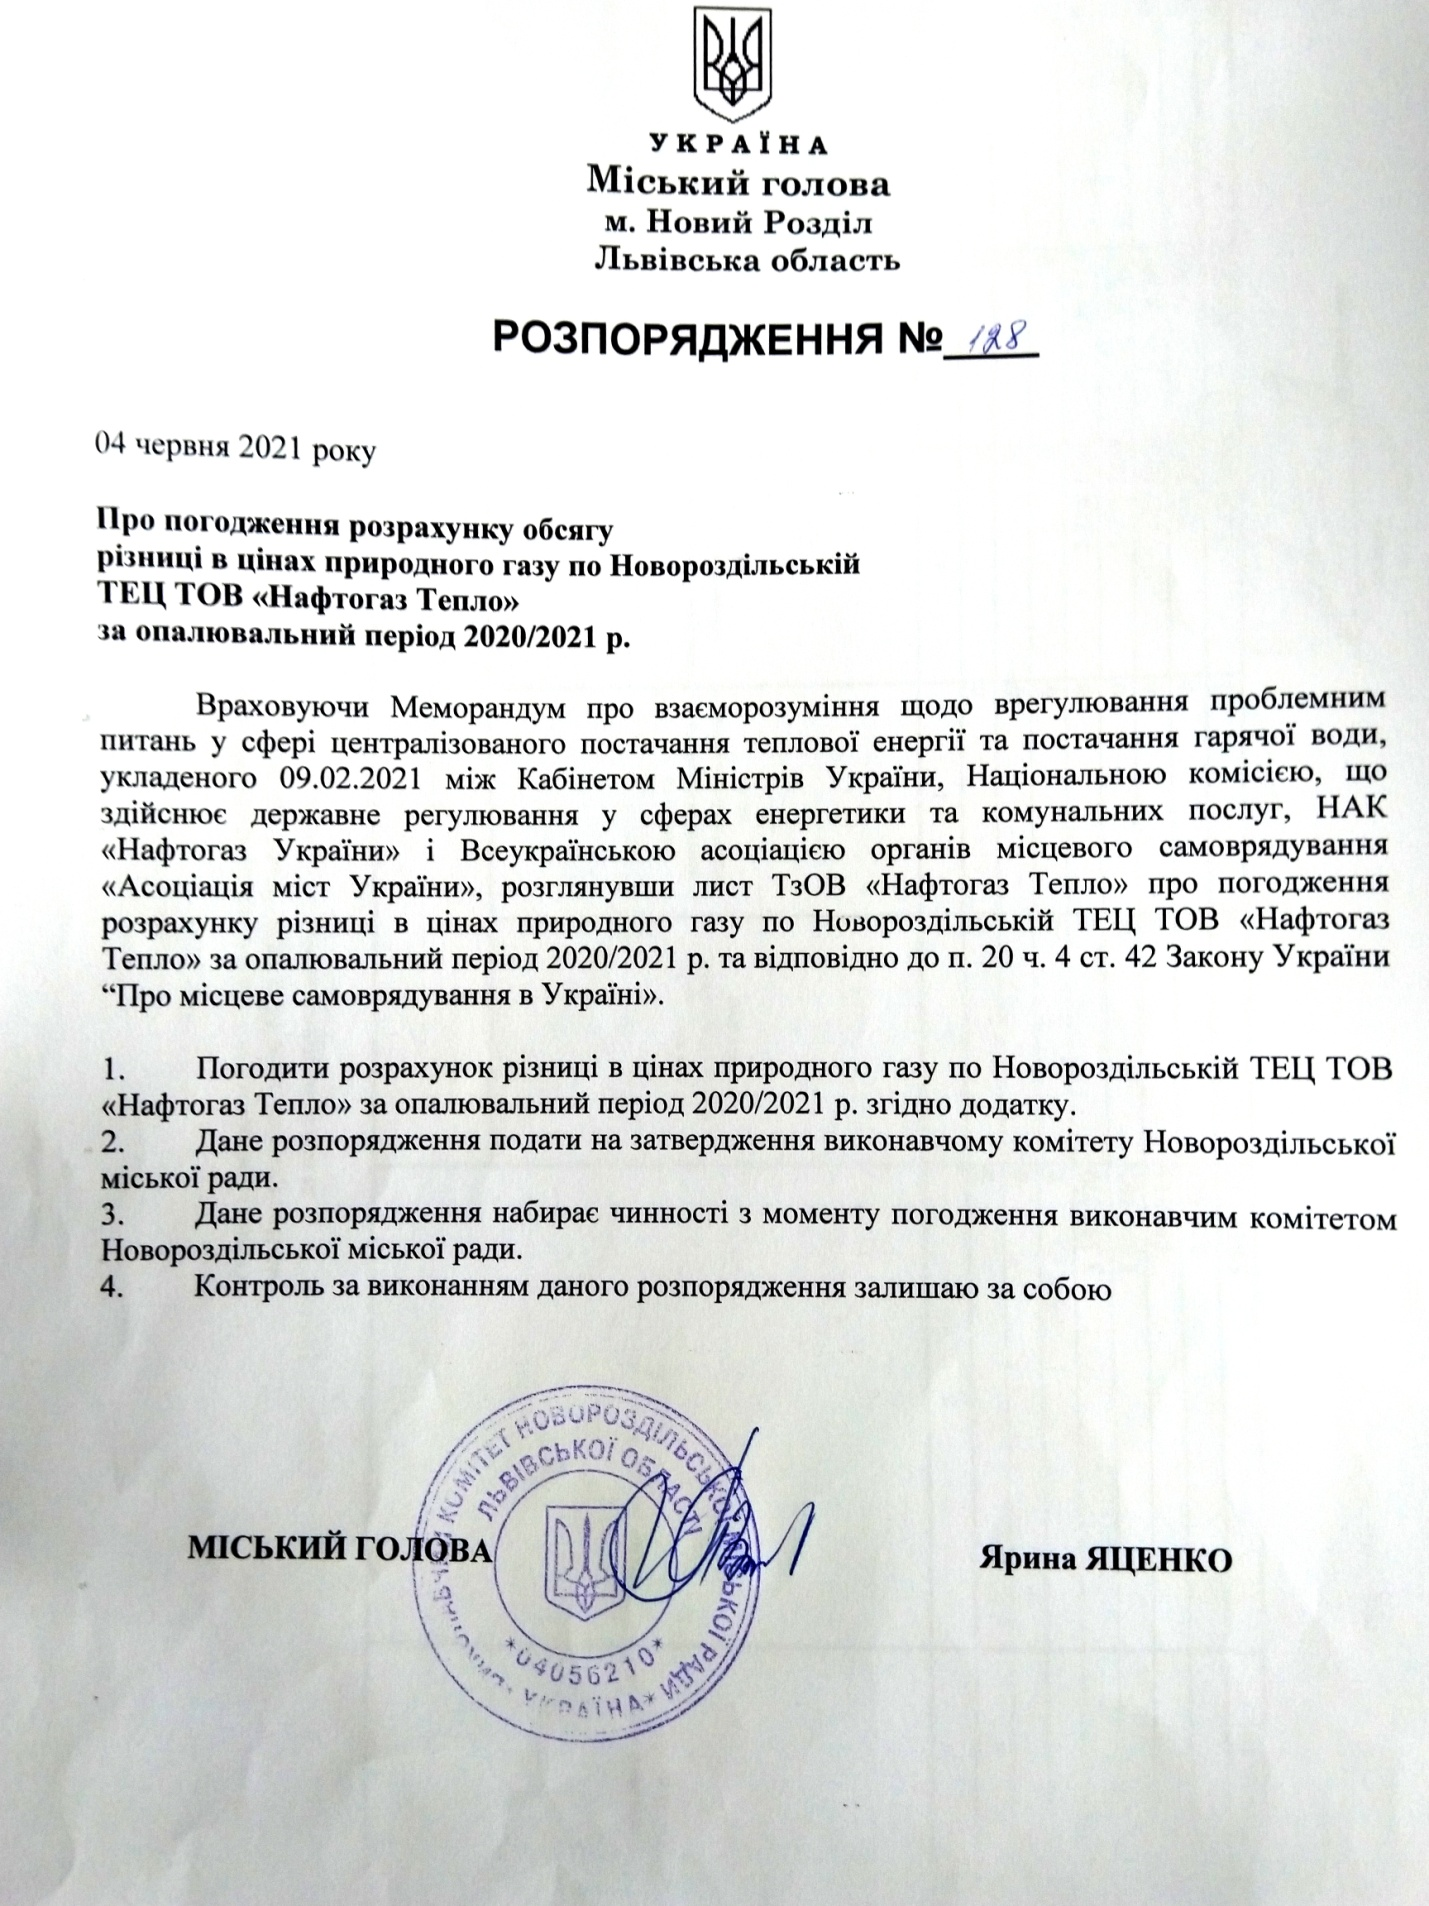 УКРАЇНА
Міський голова
м. Новий Розділ
Львівська область
РОЗПОРЯДЖЕННЯ № 128
04 червня 2021 року
Про погодження розрахунку обсягу
різниці в цінах природного газу по Новороздільській
ТЕЦ ТОВ «Нафтогаз Тепло»
за опалювальний період 2020/2021 р.
Враховуючи Меморандум про взаєморозуміння щодо врегулювання проблемним
питань у сфері централізованого постачання теплової енергії та постачання гарячої води,
укладеного 09.02.2021 між Кабінетом Міністрів України, Національною комісією, що
здійснює державне регулювання у сферах енергетики та комунальних послуг, НАК
«Нафтогаз України» і Всеукраїнською асоціацією органів місцевого самоврядування
«Асоціація міст України», розглянувши лист ТзОВ «Нафтогаз Тепло» про погодження
розрахунку різниці в цінах природного газу по Новороздільській ТЕЦ ТОВ «Нафтогаз
Тепло» за опалювальний період 2020/2021 р. та відповідно до п. 20 ч. 4 ст. 42 Закону України
“Про місцеве самоврядування в Україні».
1. Погодити розрахунок різниці в цінах природного газу по Новороздільській ТЕЦ ТОВ
«Нафтогаз Тепло» за опалювальний період 2020/2021 р. згідно додатку.
2. Дане розпорядження подати на затвердження виконавчому комітету Новороздільської
міської ради.
3. Дане розпорядження набирає чинності з моменту погодження виконавчим комітетом
Новороздільської міської ради.
4. Контроль за виконанням даного розпорядження залишаю за собою
МІСЬКИЙ ГОЛОВА Ярина ЯЦЕНКО
КОМІТЕТ НОВОРОЗДІЛЬСЬКОЇ МІСЬКОЇ РАДИ * УКРАЇНА *
ЛЬВІВСЬКОЇ ОБЛАСТІ
*04056210*